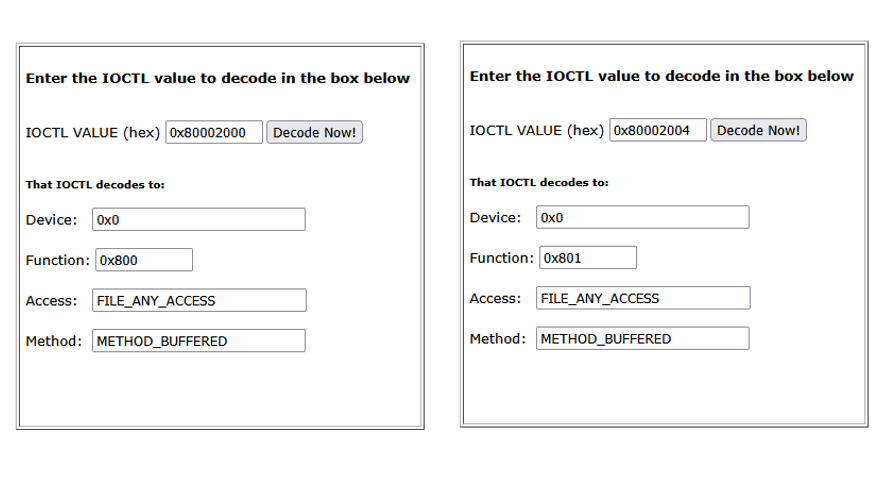 Enter the IOCTL value to decode in the box below
IOCTL VALUE (hex) 0x80002000 Decode Now!
That IOCTL decodes to:
Device: 0x0
Function: 0x800
Access: FILE_ANY_ACCESS
Method: METHOD_BUFFERED
Enter the IOCTL value to decode in the box below
IOCTL VALUE (hex) 0x80002004 Decode Now!
That IOCTL decodes to:
Device: 0x0
Function: 0x801
Access: FILE_ANY_ACCESS
Method: METHOD_BUFFERED